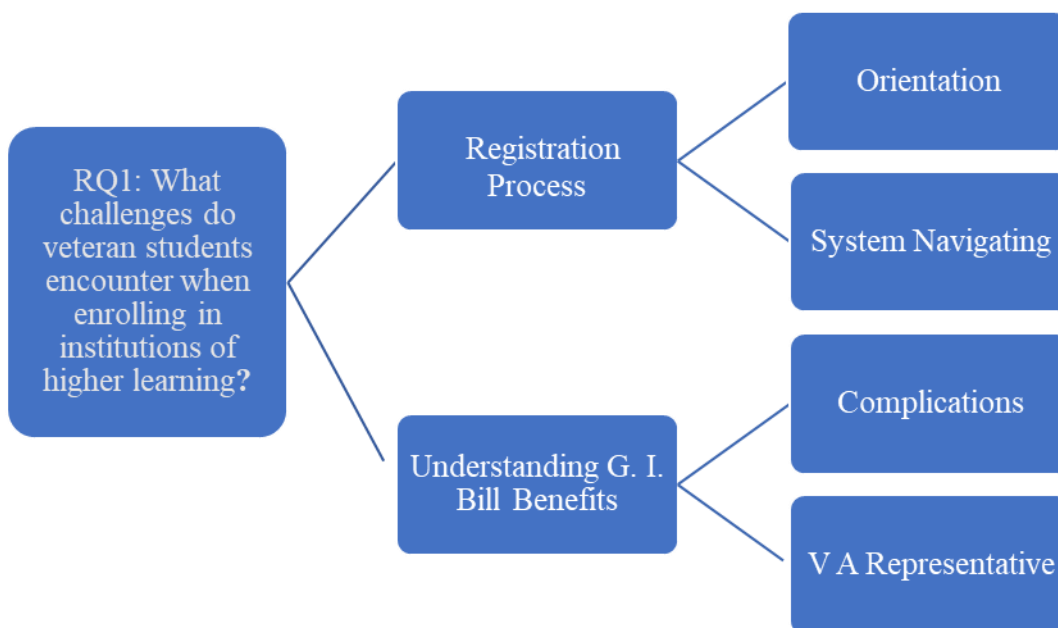 RQ1: What
challenges do
veteran students
encounter when
enrolling in
institutions of
higher learning?
Registration
Process
Orientation
System Navigating
Understanding G. I.
Bill Benefits
Complications
V A Representative